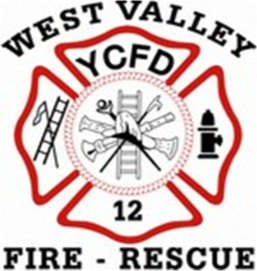 WEST VALLEY
YCFD
12
FIRE - RESCUE